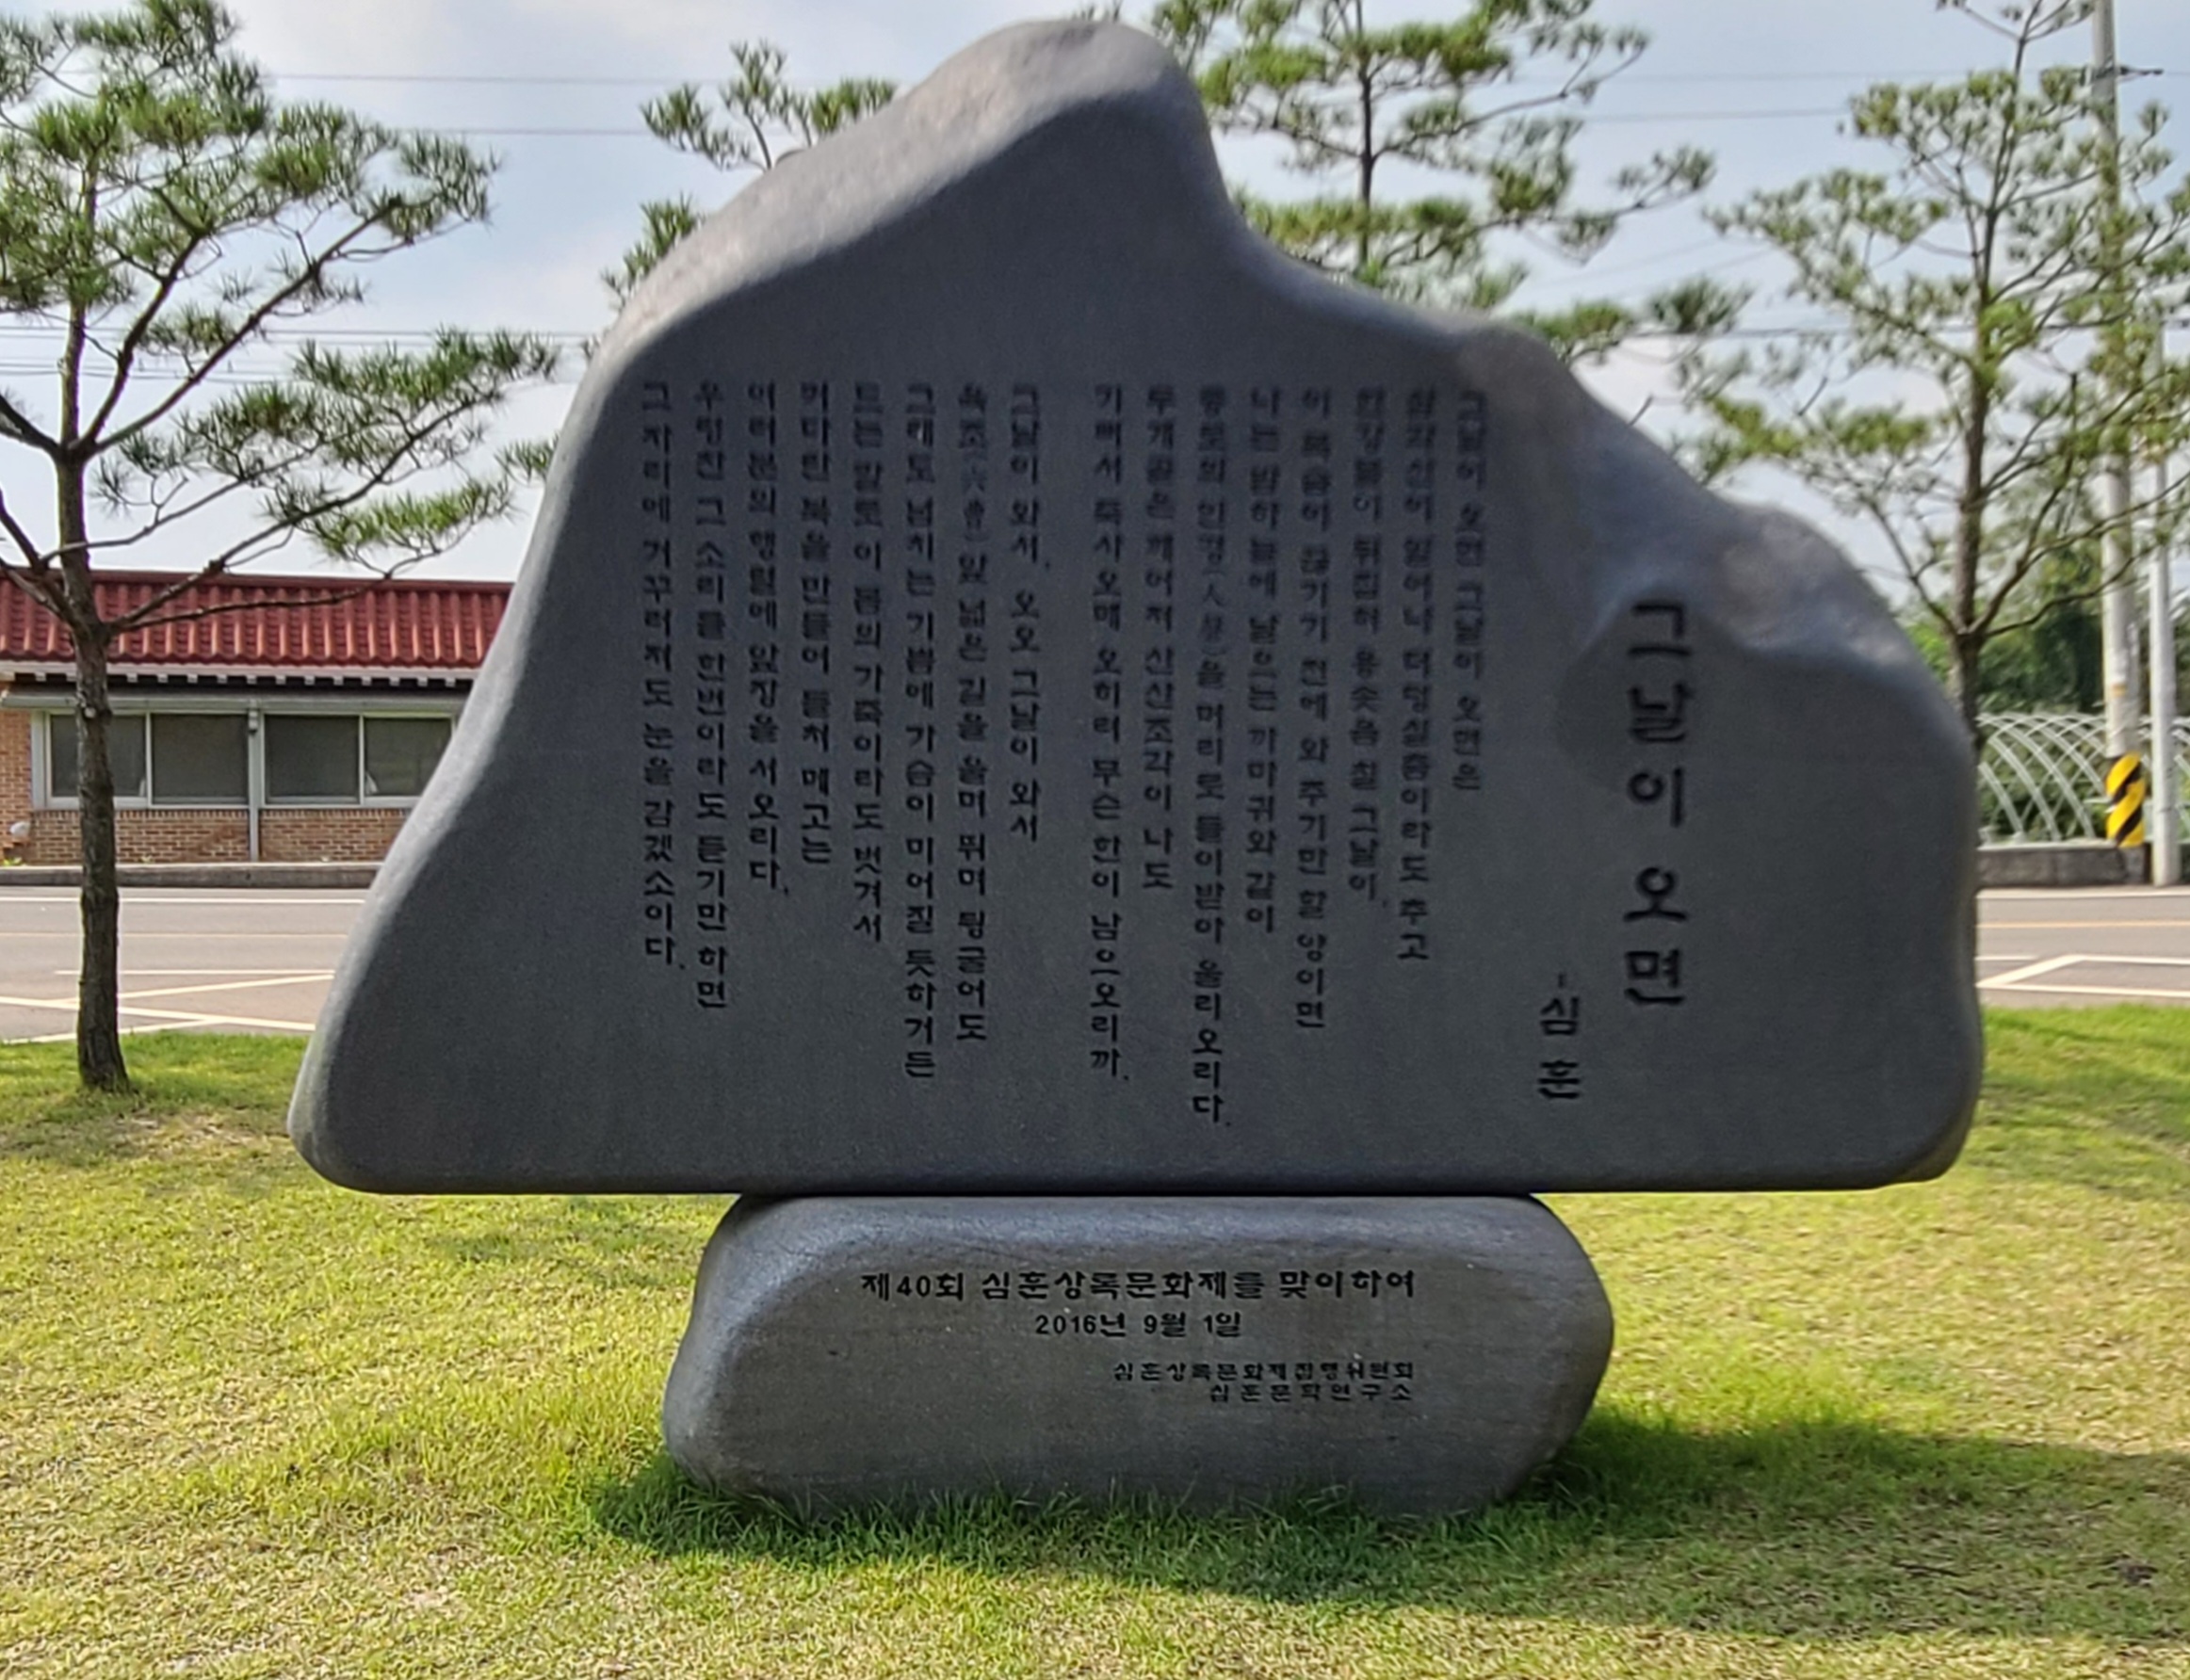 그날이 오면
-심훈
그날이 오면 그날이 오면은
삼각산이 일어나 더덩실 춤이라도 추고
한강물이 뒤집혀 용솟음 칠 그날이,
이 목숨이 끊기기 전에 와 주기만 할 양이면
나는 밤하늘에 날으는 까마귀와 같이
종로의 인경(人磬)을 머리로 들이받아 울리오리다.
두개골은 깨어져 산산조각이 나도
기뻐서 죽사오매 오히려 무슨 한이 남으오리까.
그날이 와서, 오오 그날이 와서
육조(六曹)앞 넓은 길을 울며 뛰며 뒹굴어도
그래도 넘치는 기쁨에 가슴이 미어질 듯하거든
드는 칼로 이 몸의 가죽이라도 벗겨서
커다란 북을 만들어 들쳐 메고는
여러분의 행렬에 앞장을 서오리다.
우렁찬 그 소리를 한번이라도 듣기만 하면
그 자리에 거꾸러져도 눈을 감겠소이다.
제40회 심훈상록문화제를 맞이하여
2016년 9월 1일
심훈상록문화제집행위원회
심훈문학연구소